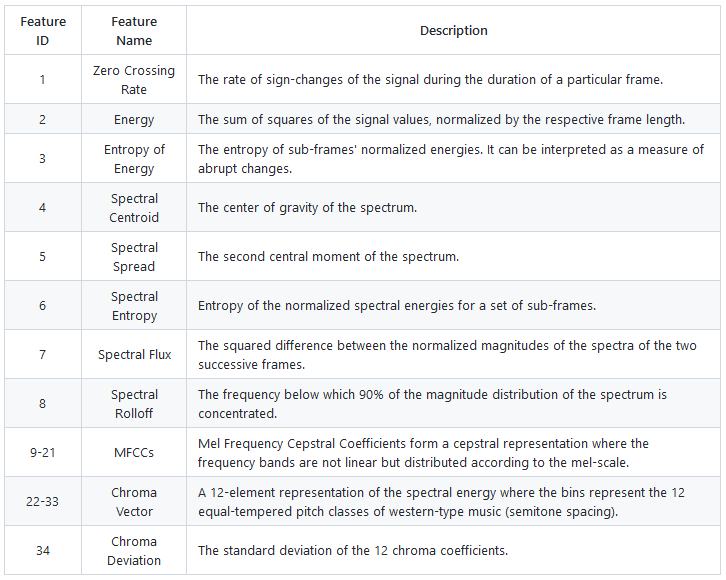 Feature
ID
Feature
Name
Description
1
Zero Crossing
Rate
The rate of sign-changes of the signal during the duration of a particular frame.
2
Energy
The sum of squares of the signal values, normalized by the respective frame length.
3
Entropy of
Energy
The entropy of sub-frames' normalized energies. It can be interpreted as a measure of
abrupt changes.
4
Spectral
Centroid
The center of gravity of the spectrum.
5
Spectral
Spread
The second central moment of the spectrum.
6
Spectral
Entropy
Entropy of the normalized spectral energies for a set of sub-frames.
7
Spectral Flux
The squared difference between the normalized magnitudes of the spectra of the two
successive frames.
8
Spectral
Rolloff
The frequency below which 90% of the magnitude distribution of the spectrum is
concentrated.
9-21
MFCCs
Mel Frequency Cepstral Coefficients form a cepstral representation where the
frequency bands are not linear but distributed according to the mel-scale.
22-33
Chroma
Vector
A 12-element representation of the spectral energy where the bins represent the 12
equal-tempered pitch classes of western-type music (semitone spacing).
34
Chroma
Deviation
The standard deviation of the 12 chroma coefficients.